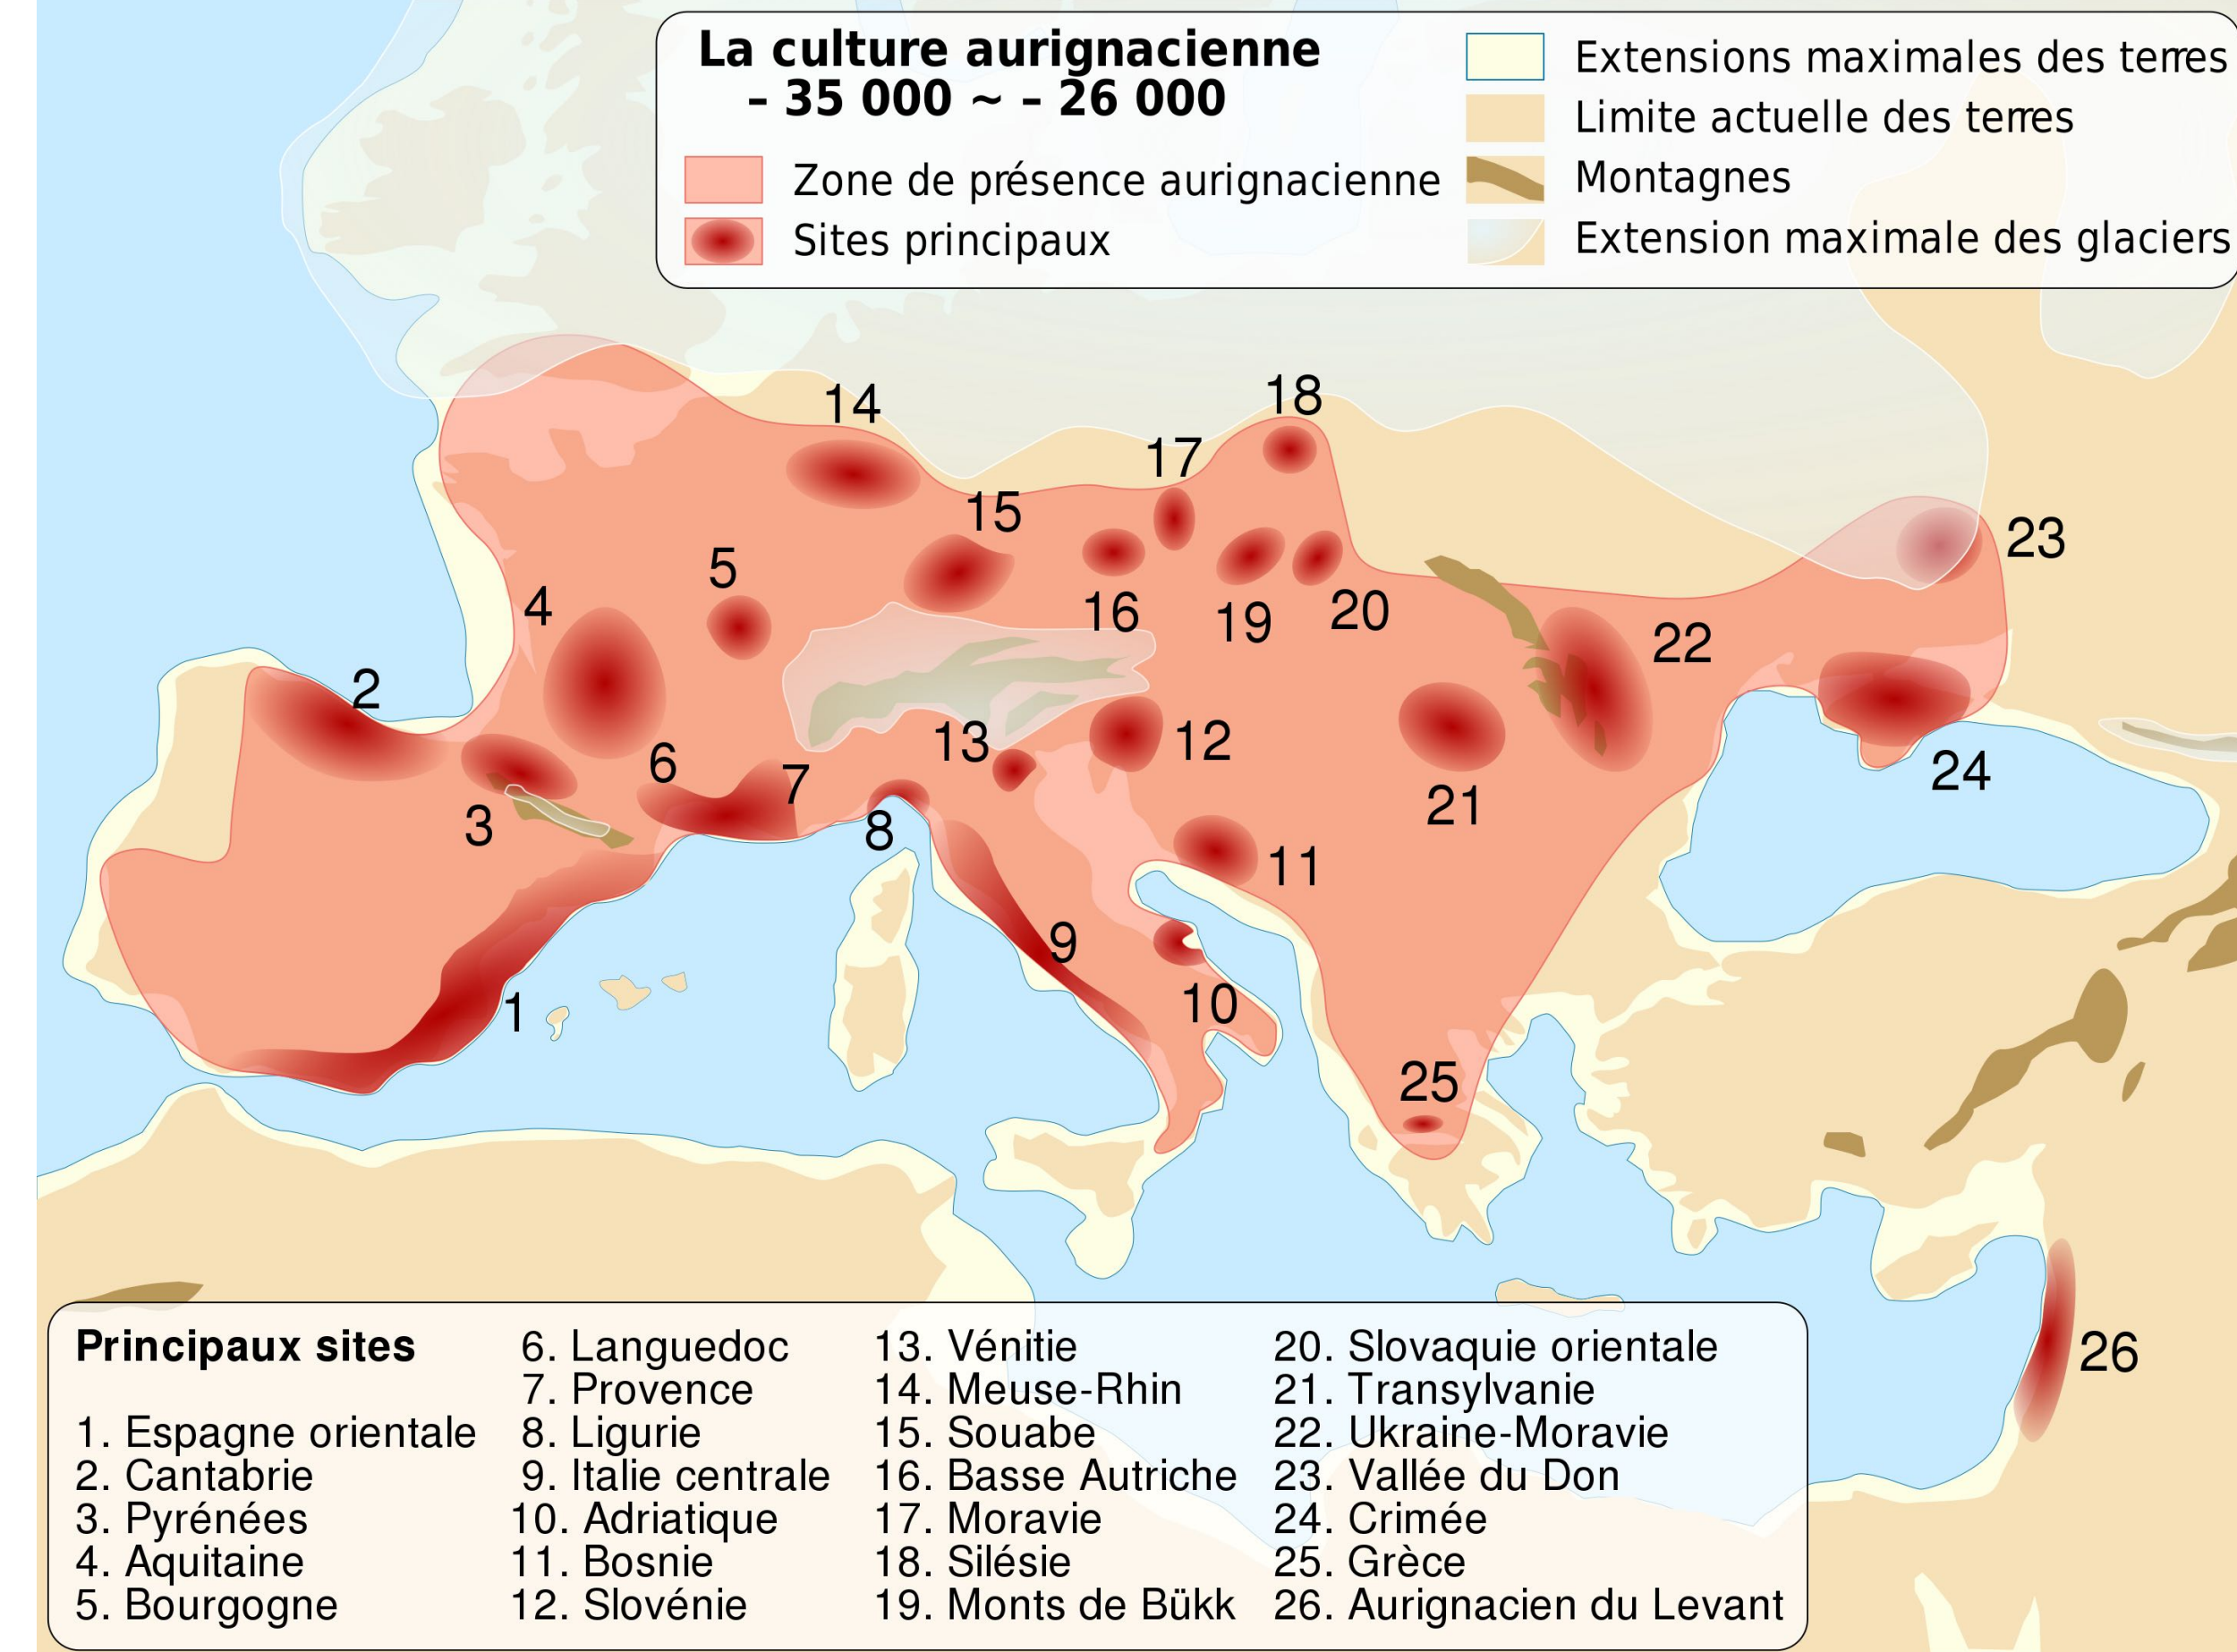 La culture aurignacienne
– 35 000 ~ – 26 000
Zone de présence aurignacienne
Sites principaux
Extensions maximales des terres
Limite actuelle des terres
Montagnes
Extension maximale des glaciers
14
18
17
15
5
23
4
16
19
20
22
2
13
12
6
7
3
8
24
21
11
9
1
10
25
26
Principaux sites
1. Espagne orientale
2. Cantabrie
3. Pyrénées
4. Aquitaine
5. Bourgogne
6. Languedoc
7. Provence
8. Ligurie
9. Italie centrale
10. Adriatique
11. Bosnie
12. Slovénie
13. Vénitie
14. Meuse-Rhin
15. Souabe
16. Basse Autriche
17. Moravie
18. Silésie
19. Monts de Bükk
20. Slovaquie orientale
21. Transylvanie
22. Ukraine-Moravie
23. Vallée du Don
24. Crimée
25. Grèce
26. Aurignacien du Levant